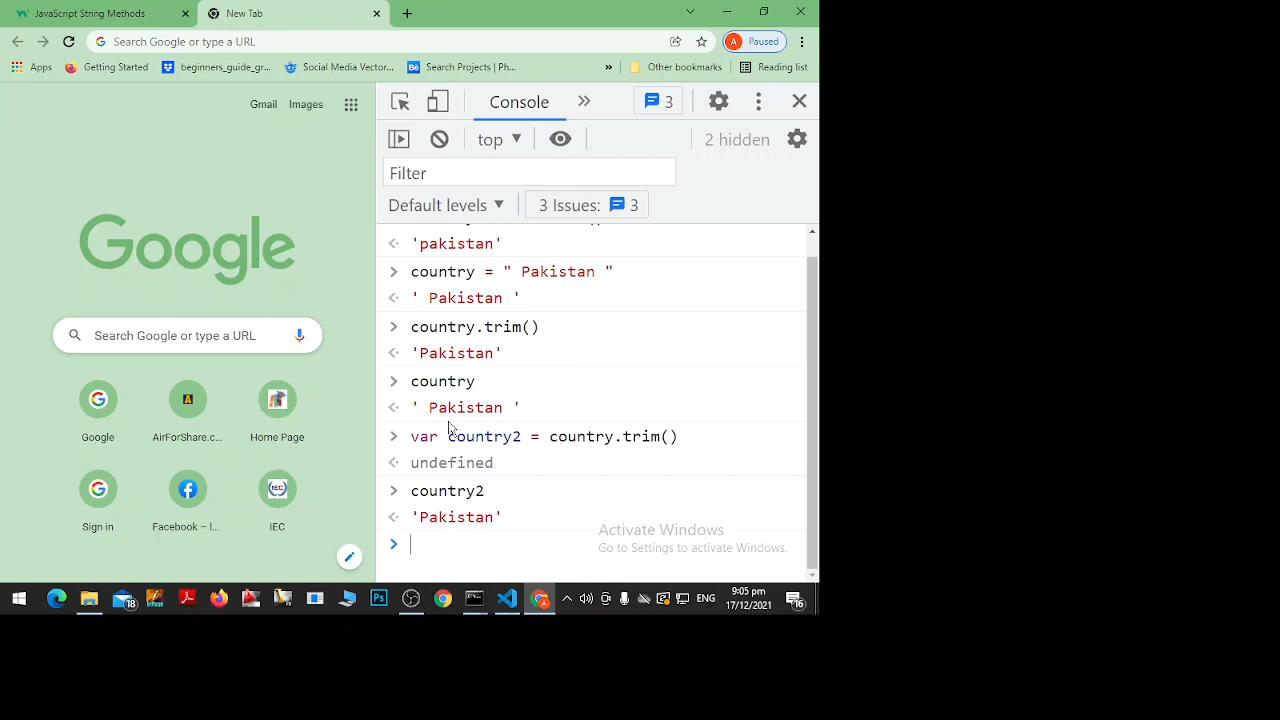 JavaScript String Methods
New Tab
Search Google or type a URL
A Paused
Apps
Getting Started
beginners_guide_gr...
Social Media Vector...
Search Projects | Ph...
»
Other bookmarks
Reading list
Gmail
Images
Console
»
3
top
2 hidden
Filter
Default levels
3 Issues: 3
'pakistan'
country = " Pakistan "
' Pakistan '
country.trim()
'Pakistan'
country
' Pakistan '
var country2 = country.trim()
undefined
country2
'Pakistan'
Google
Search Google or type a URL
Google
AirForShare.c...
Home Page
Sign in
Facebook – l...
IEC
Activate Windows
Go to Settings to activate Windows.
18
ENG
9:05 pm
17/12/2021
16